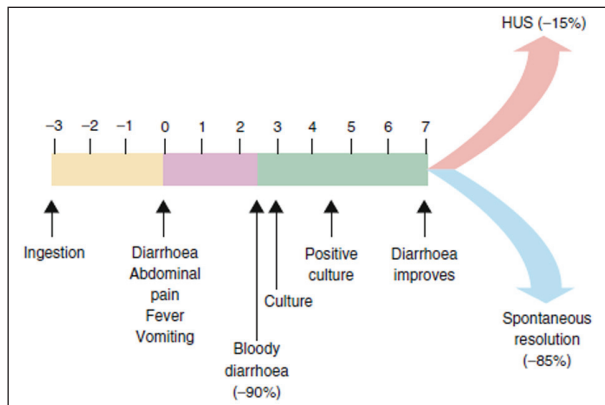 HUS (−15%)
−3 −2 −1 0 1 2 3 4 5 6 7
Ingestion
Diarrhoea
Abdominal
pain
Fever
Vomiting
Bloody
diarrhoea
(−90%)
Culture
Positive
culture
Diarrhoea
improves
Spontaneous
resolution
(−85%)